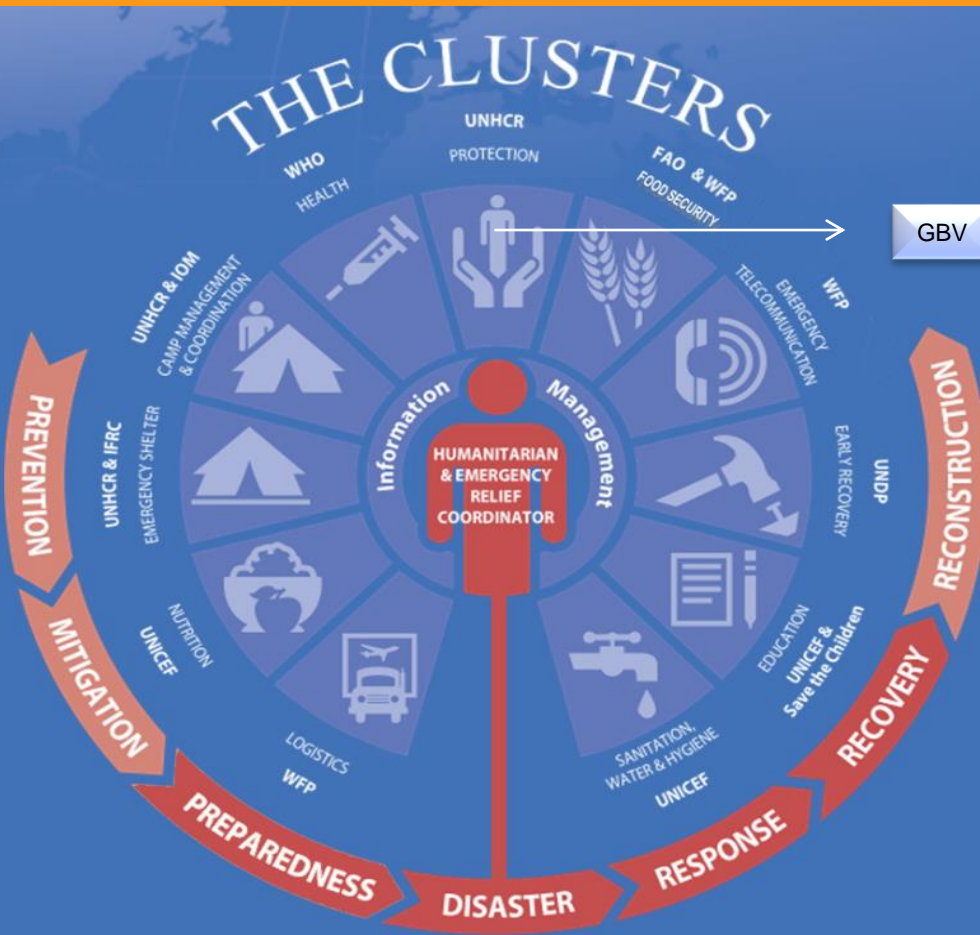 THE CLUSTERS
UNHCR
PROTECTION
WHO
HEALTH
FAO & WFP
FOOD SECURITY
GBV
UNHCR & IOM
CAMP MANAGEMENT
& COORDINATION
WFP
EMERGENCY
TELECOMMUNICATION
UNHCR & IFRC
EMERGENCY SHELTER
EARLY RECOVERY
UNDP
NUTRITION
UNICEF
EDUCATION
UNICEF &
Save the Children
LOGISTICS
WFP
SANITATION,
WATER & HYGIENE
UNICEF
Information
Management
HUMANITARIAN
& EMERGENCY
RELIEF
COORDINATOR
PREVENTION
MITIGATION
PREPAREDNESS
DISASTER
RESPONSE
RECOVERY
RECONSTRUCTION